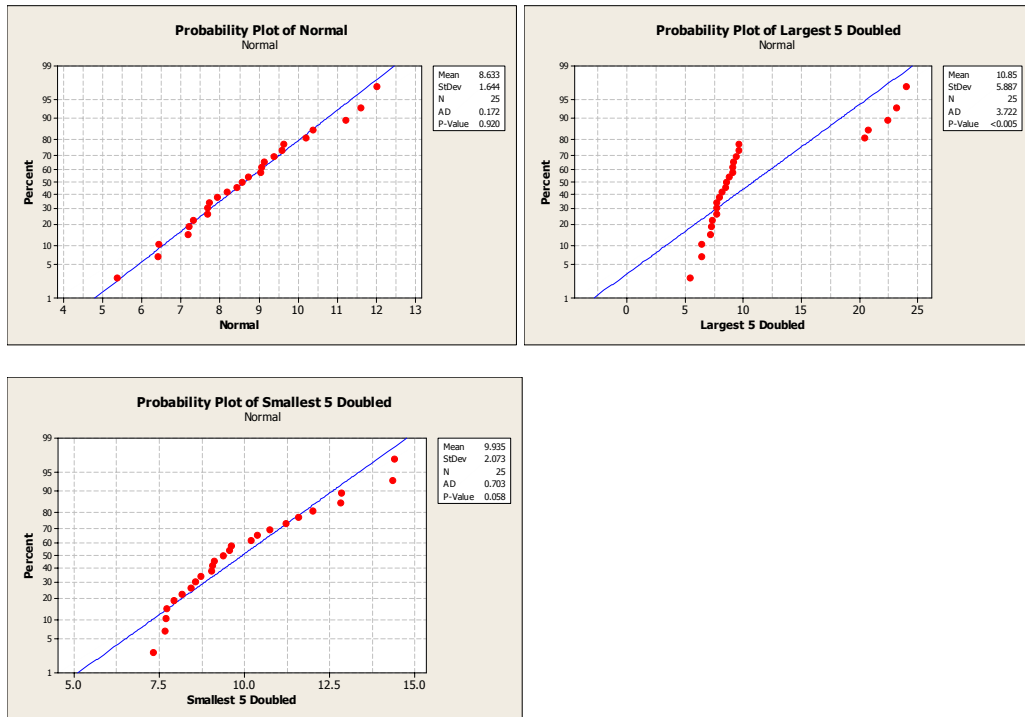 Probability Plot of Normal
Normal
99
95
90
80
70
60
50
40
30
20
10
5
1
Percent
4 5 6 7 8 9 10 11 12 13
Normal
Mean 8.633
StDev 1.644
N 25
AD 0.172
P-Value 0.920
Probability Plot of Largest 5 Doubled
Normal
99
95
90
80
70
60
50
40
30
20
10
5
1
Percent
0 5 10 15 20 25
Largest 5 Doubled
Mean 10.85
StDev 5.887
N 25
AD 3.722
P-Value <0.005
Probability Plot of Smallest 5 Doubled
Normal
99
95
90
80
70
60
50
40
30
20
10
5
1
Percent
5.0 7.5 10.0 12.5 15.0
Smallest 5 Doubled
Mean 9.935
StDev 2.073
N 25
AD 0.703
P-Value 0.058